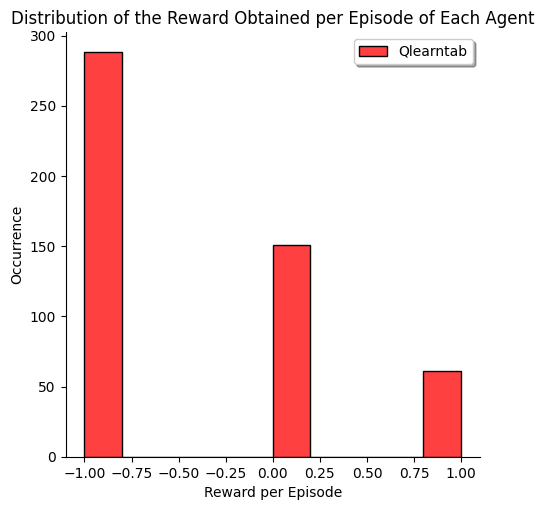 Distribution of the Reward Obtained per Episode of Each Agent
Qlearntab
300
250
200
150
100
50
0
Occurrence
−1.00 −0.75 −0.50 −0.25 0.00 0.25 0.50 0.75 1.00
Reward per Episode